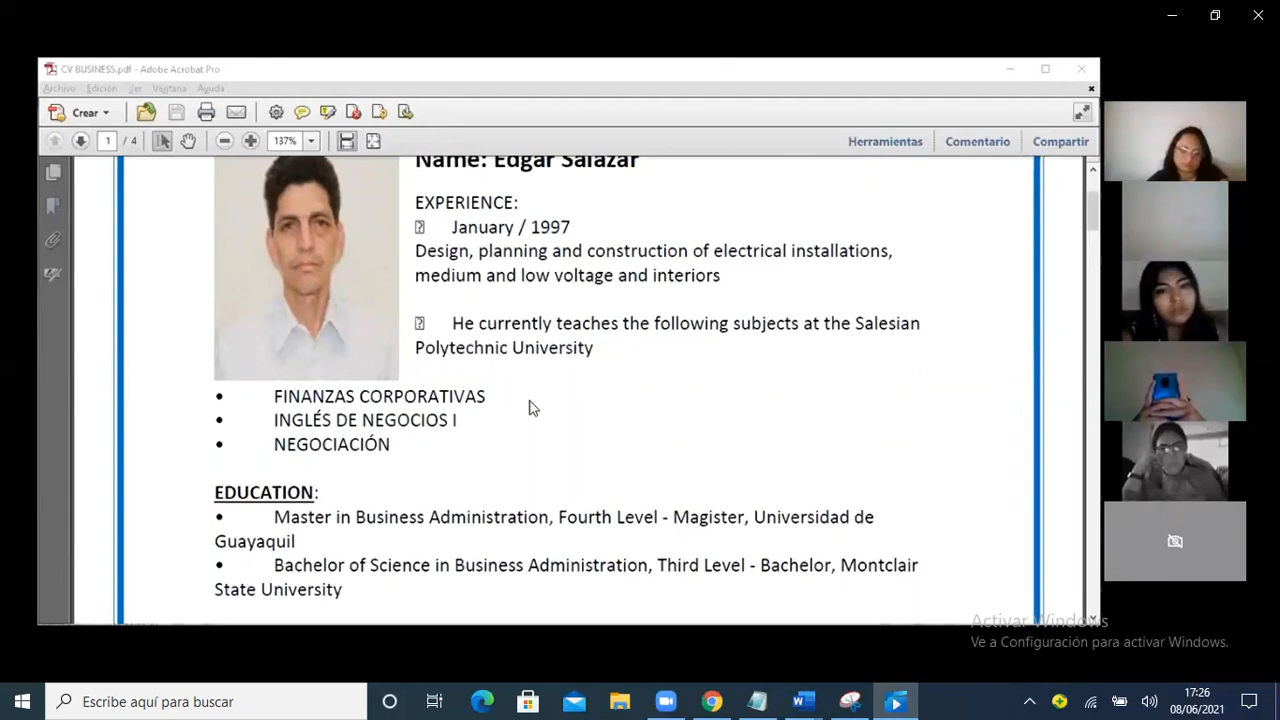 CV BUSINESS.pdf - Adobe Acrobat Pro
Archivo Edición Ver Ventana Ayuda
Crear
1 / 4
137%
Herramientas
Comentario
Compartir
Name: Edgar Salazar
EXPERIENCE:
January / 1997
Design, planning and construction of electrical installations,
medium and low voltage and interiors
He currently teaches the following subjects at the Salesian
Polytechnic University
• FINANZAS CORPORATIVAS
• INGLÉS DE NEGOCIOS I
• NEGOCIACIÓN
EDUCATION:
• Master in Business Administration, Fourth Level - Magister, Universidad de
Guayaquil
• Bachelor of Science in Business Administration, Third Level - Bachelor, Montclair
State University
Activar Windows
Ve a Configuración para activar Windows.
Escribe aquí para buscar
17:26
08/06/2021